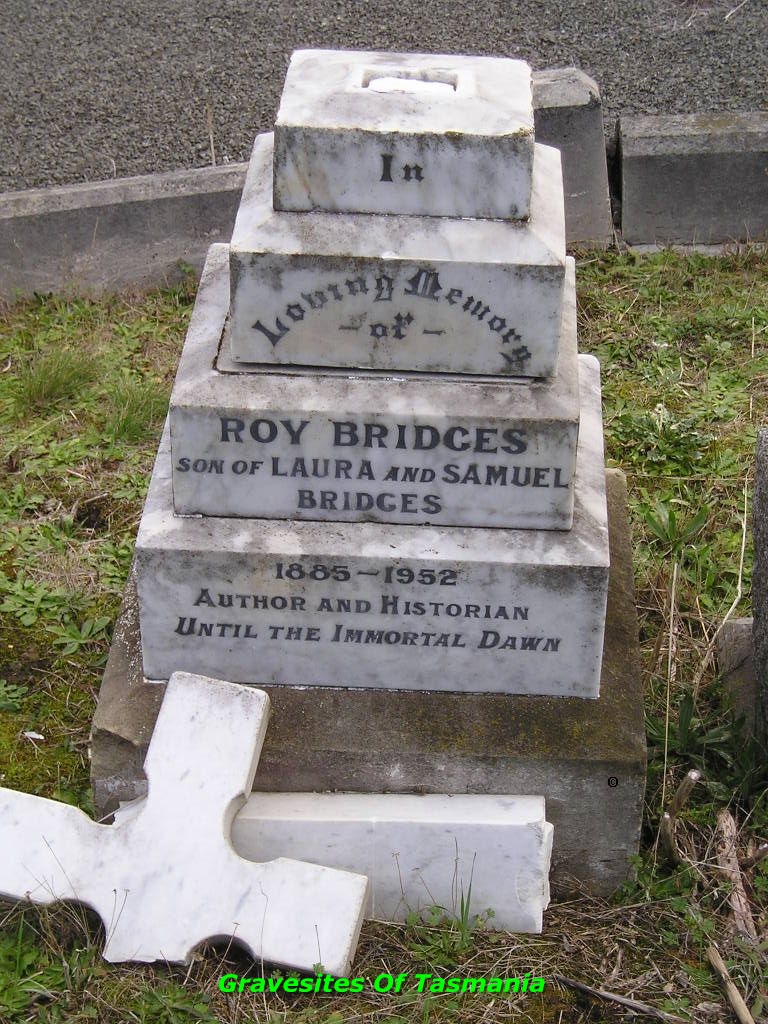 In
Loving Memory
- of -
ROY BRIDGES
SON OF LAURA AND SAMUEL
BRIDGES
1885 - 1952
AUTHOR AND HISTORIAN
UNTIL THE IMMORTAL DAWN
©
Gravesites Of Tasmania